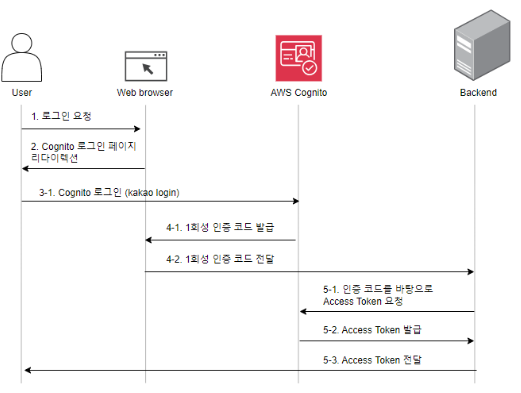 User
Web browser
AWS Cognito
Backend
1. 로그인 요청
2. Cognito 로그인 페이지
리다이렉션
3-1. Cognito 로그인 (kakao login)
4-1. 1회성 인증 코드 발급
4-2. 1회성 인증 코드 전달
5-1. 인증 코드를 바탕으로
Access Token 요청
5-2. Access Token 발급
5-3. Access Token 전달